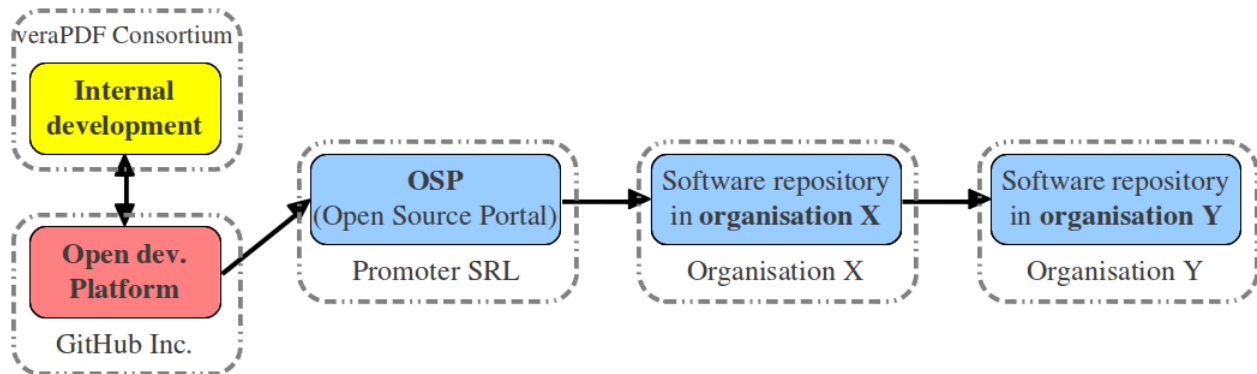 veraPDF Consortium
Internal
development
Open dev.
Platform
GitHub Inc.
OSP
(Open Source Portal)
Promoter SRL
Software repository
in organisation X
Organisation X
Software repository
in organisation Y
Organisation Y